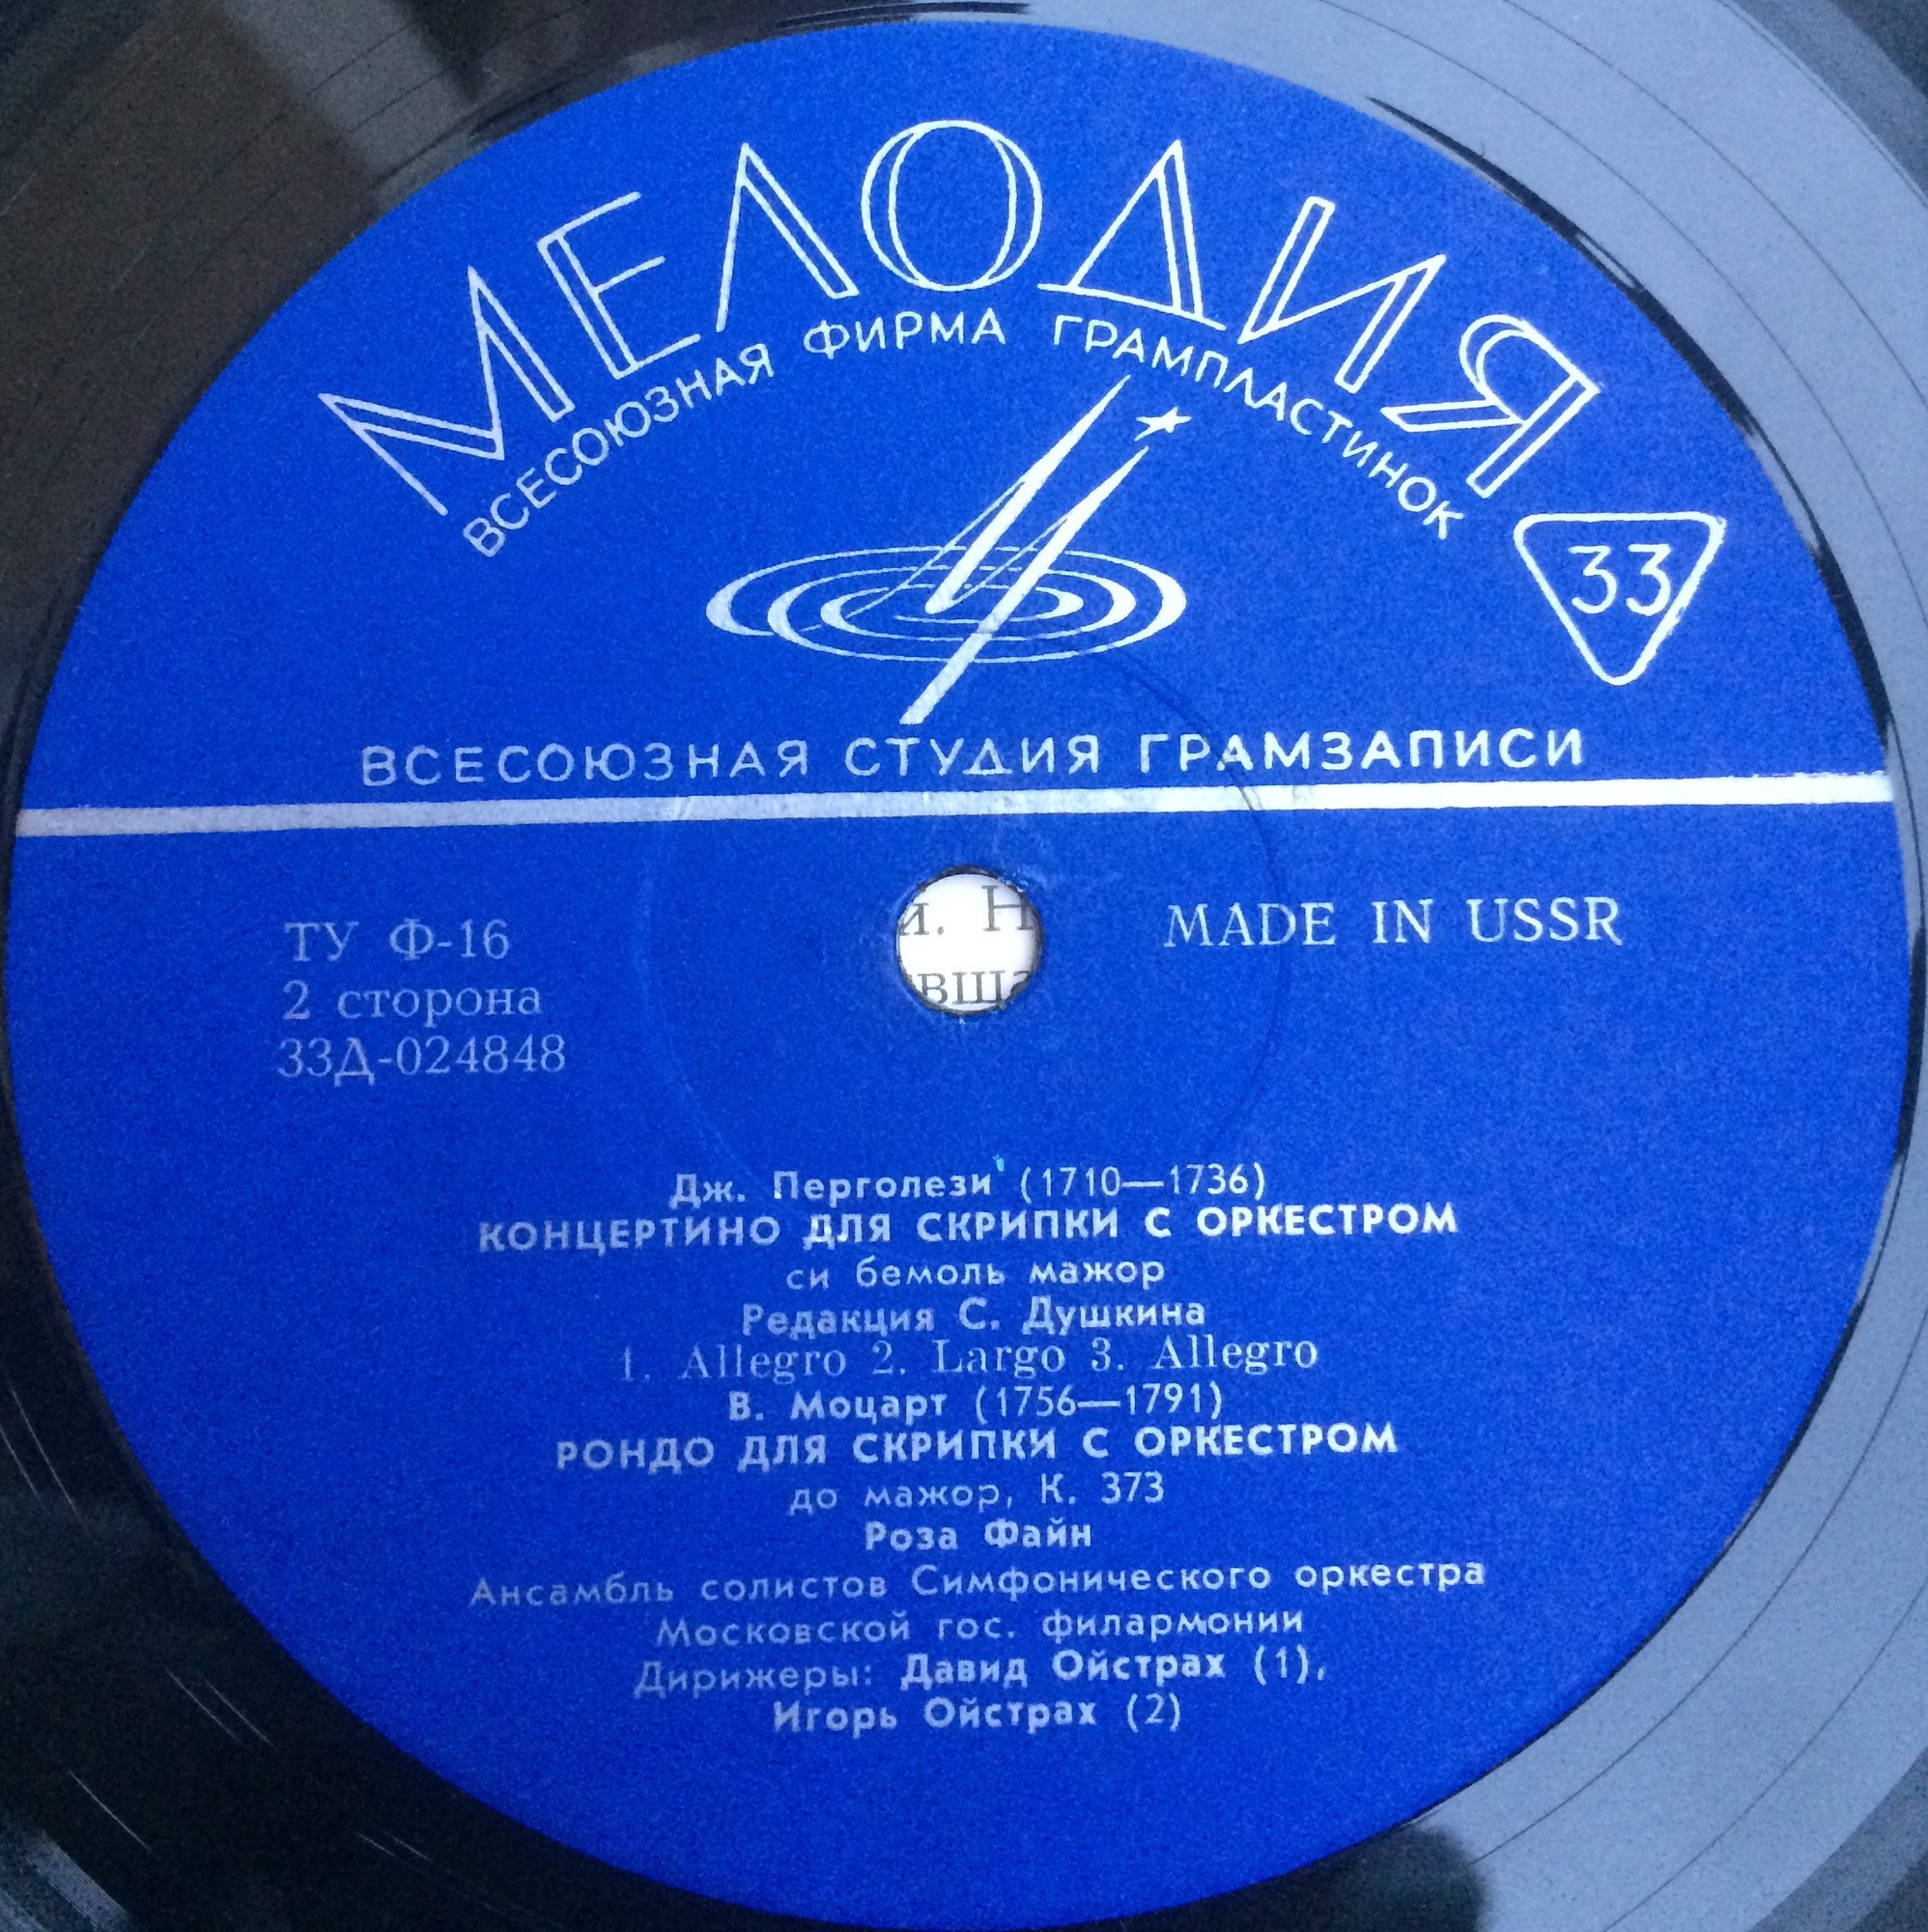 МЕЛОДИЯ
ВСЕСОЮЗНАЯ ФИРМА ГРАМПЛАСТИНОК
33
ВСЕСОЮЗНАЯ СТУДИЯ ГРАМЗАПИСИ
ТУ Ф-16
2 сторона
33Д-024848
MADE IN USSR
Дж. Перголези (1710—1736)
КОНЦЕРТИНО ДЛЯ СКРИПКИ С ОРКЕСТРОМ
си бемоль мажор
Редакция С. Душкина
1. Allegro 2. Largo 3. Allegro
В. Моцарт (1756—1791)
РОНДО ДЛЯ СКРИПКИ С ОРКЕСТРОМ
до мажор, К. 373
Роза Файн
Ансамбль солистов Симфонического оркестра
Московской гос. филармонии
Дирижеры: Давид Ойстрах (1),
Игорь Ойстрах (2)